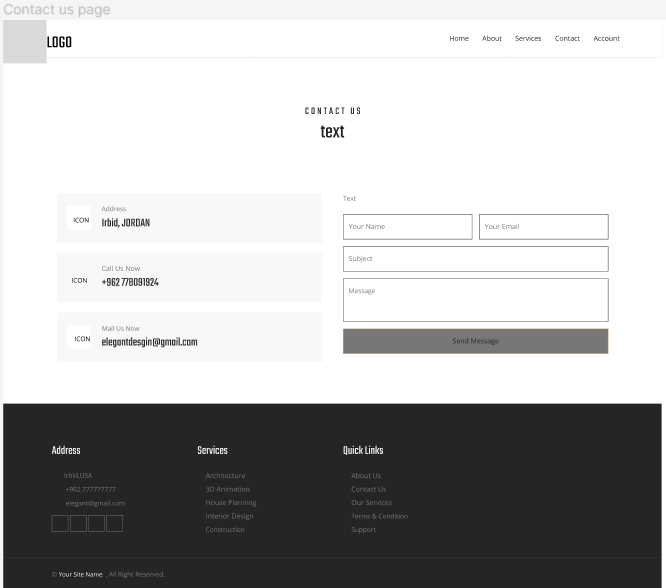 Contact us page
LOGO
Home About Services Contact Account
CONTACT US
text
ICON
Address
Irbid, JORDAN
ICON
Call Us Now
+962 778091924
ICON
Mail Us Now
elegantdesgin@gmail.com
Text
Your Name Your Email
Subject
Message
Send Message
Address
Irbid,USA
+962 777777777
elegant@gmail.com
Services
Architecture
3D Animation
House Planning
Interior Design
Construction
Quick Links
About Us
Contact Us
Our Services
Terms & Condition
Support
© Your Site Name , All Right Reserved.